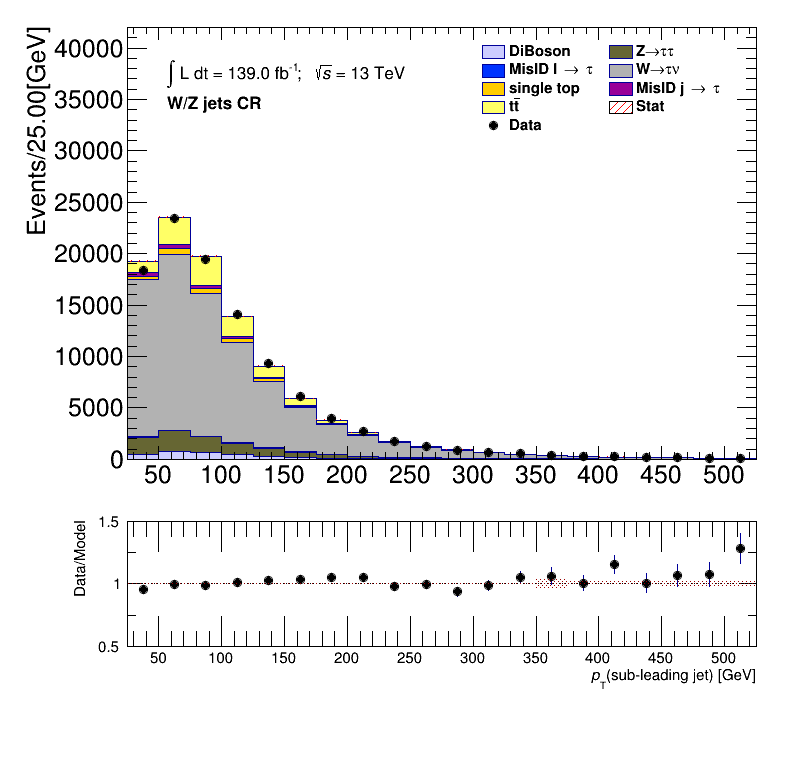 Events/25.00[GeV]
40000
35000
30000
25000
20000
15000
10000
5000
0
∫ L dt = 139.0 fb⁻¹; √s = 13 TeV
W/Z jets CR
DiBoson
MisID l → τ
single top
tt̅
Data
Z→ττ
W→τν
MisID j → τ
Stat
50 100 150 200 250 300 350 400 450 500
Data/Model
1.5
1
0.5
50 100 150 200 250 300 350 400 450 500
p_T(sub-leading jet) [GeV]